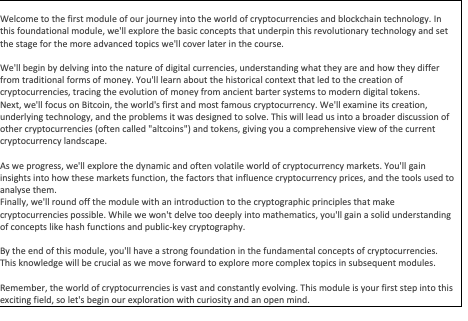 Welcome to the first module of our journey into the world of cryptocurrencies and blockchain technology. In
this foundational module, we'll explore the basic concepts that underpin this revolutionary technology and set
the stage for the more advanced topics we'll cover later in the course.
We'll begin by delving into the nature of digital currencies, understanding what they are and how they differ
from traditional forms of money. You'll learn about the historical context that led to the creation of
cryptocurrencies, tracing the evolution of money from ancient barter systems to modern digital tokens.
Next, we'll focus on Bitcoin, the world's first and most famous cryptocurrency. We'll examine its creation,
underlying technology, and the problems it was designed to solve. This will lead us into a broader discussion of
other cryptocurrencies (often called "altcoins") and tokens, giving you a comprehensive view of the current
cryptocurrency landscape.
As we progress, we'll explore the dynamic and often volatile world of cryptocurrency markets. You'll gain
insights into how these markets function, the factors that influence cryptocurrency prices, and the tools used to
analyse them.
Finally, we'll round off the module with an introduction to the cryptographic principles that make
cryptocurrencies possible. While we won't delve too deeply into mathematics, you'll gain a solid understanding
of concepts like hash functions and public-key cryptography.
By the end of this module, you'll have a strong foundation in the fundamental concepts of cryptocurrencies.
This knowledge will be crucial as we move forward to explore more complex topics in subsequent modules.
Remember, the world of cryptocurrencies is vast and constantly evolving. This module is your first step into this
exciting field, so let's begin our exploration with curiosity and an open mind.